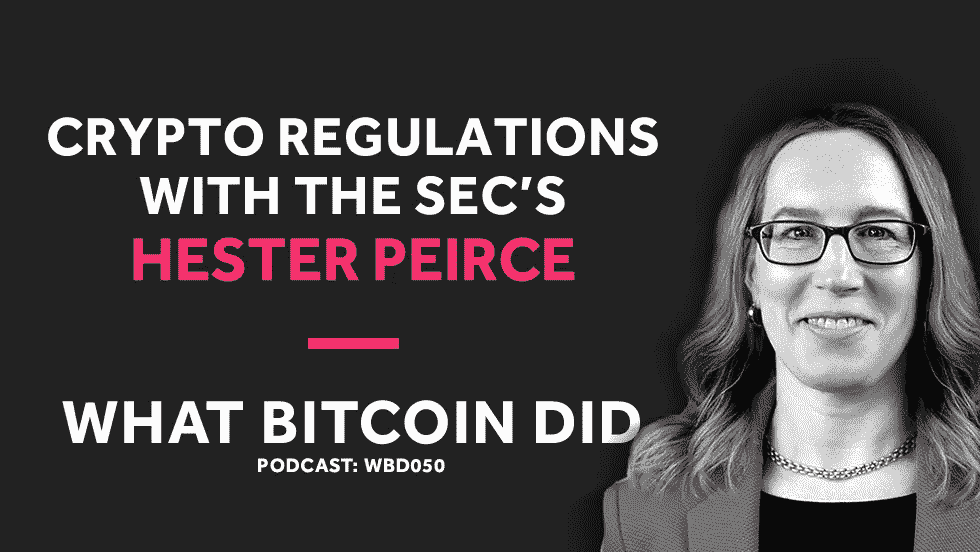 CRYPTO REGULATIONS
WITH THE SEC'S
HESTER PEIRCE
WHAT BITCOIN DID
PODCAST: WBD050